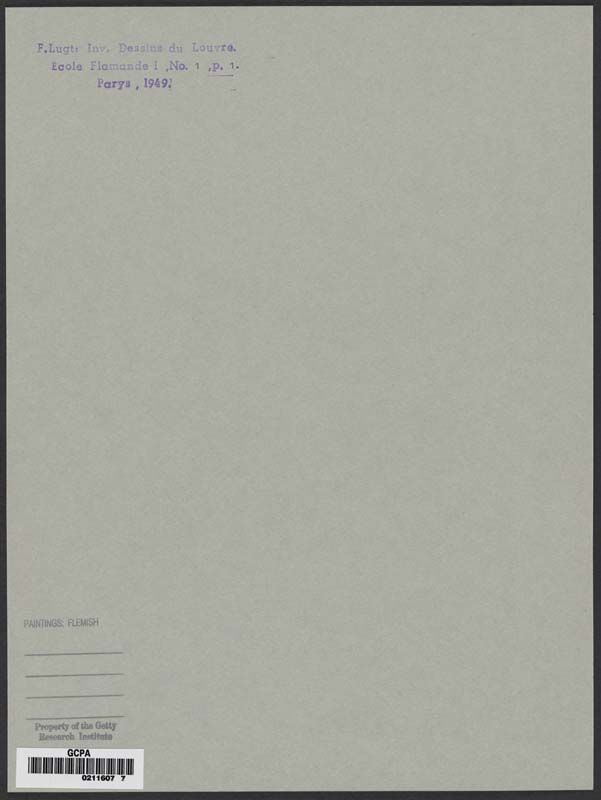 F.Lugt: Inv. Dessins du Louvre.
Ecole Flamande I ,No. 1 ,p. 1.
Parys , 1949.
PAINTINGS: FLEMISH
Property of the Getty
Research Institute
GCPA
0211607 7